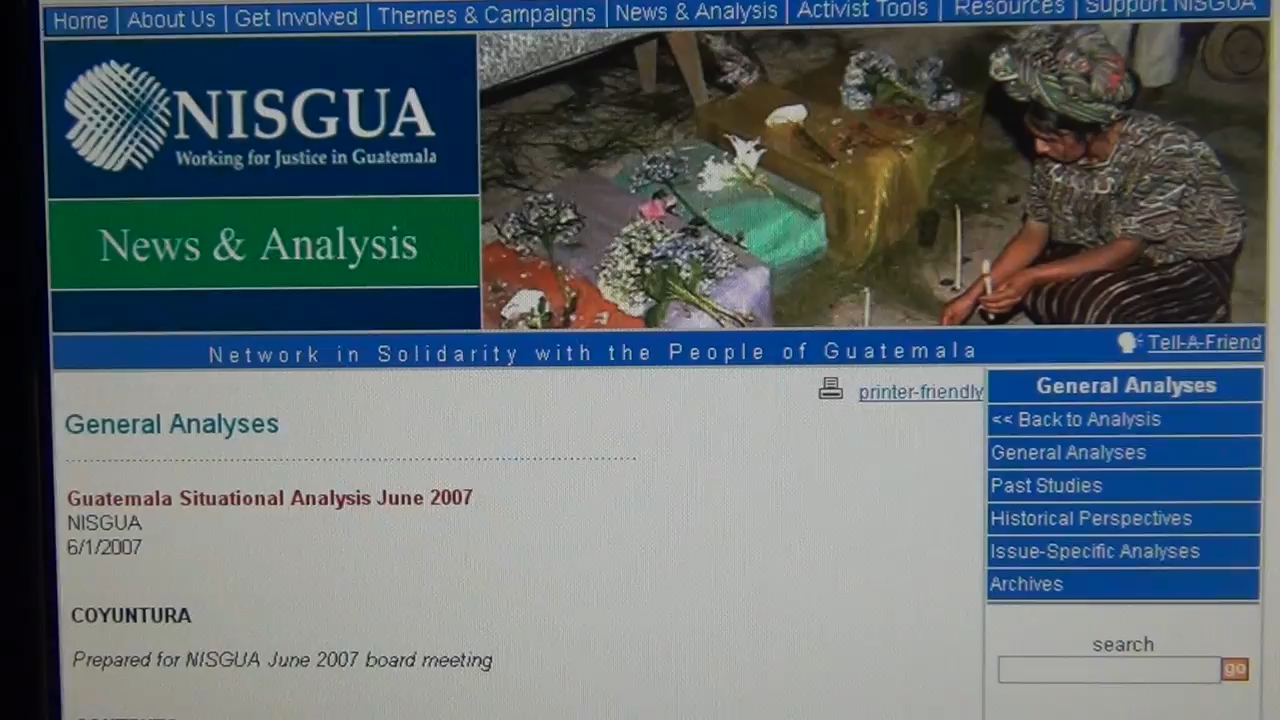 Home | About Us | Get Involved | Themes & Campaigns | News & Analysis | Activist Tools | Resources | Support NISGUA
NISGUA
Working for Justice in Guatemala
News & Analysis
Network in Solidarity with the People of Guatemala
Tell-A-Friend
printer-friendly
General Analyses
General Analyses
<< Back to Analysis
General Analyses
Past Studies
Historical Perspectives
Issue-Specific Analyses
Archives
search
go
Guatemala Situational Analysis June 2007
NISGUA
6/1/2007
COYUNTURA
Prepared for NISGUA June 2007 board meeting